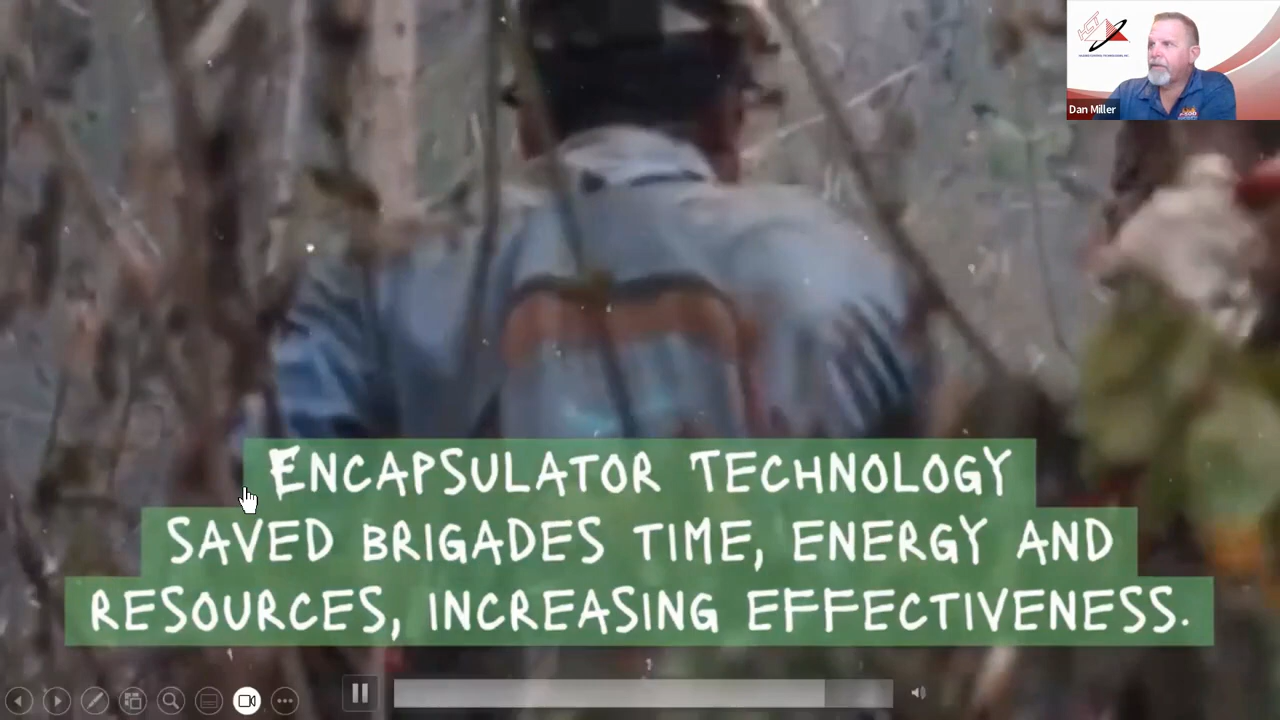 Dan Miller
ENCAPSULATOR TECHNOLOGY
SAVED BRIGADES TIME, ENERGY AND
RESOURCES, INCREASING EFFECTIVENESS.